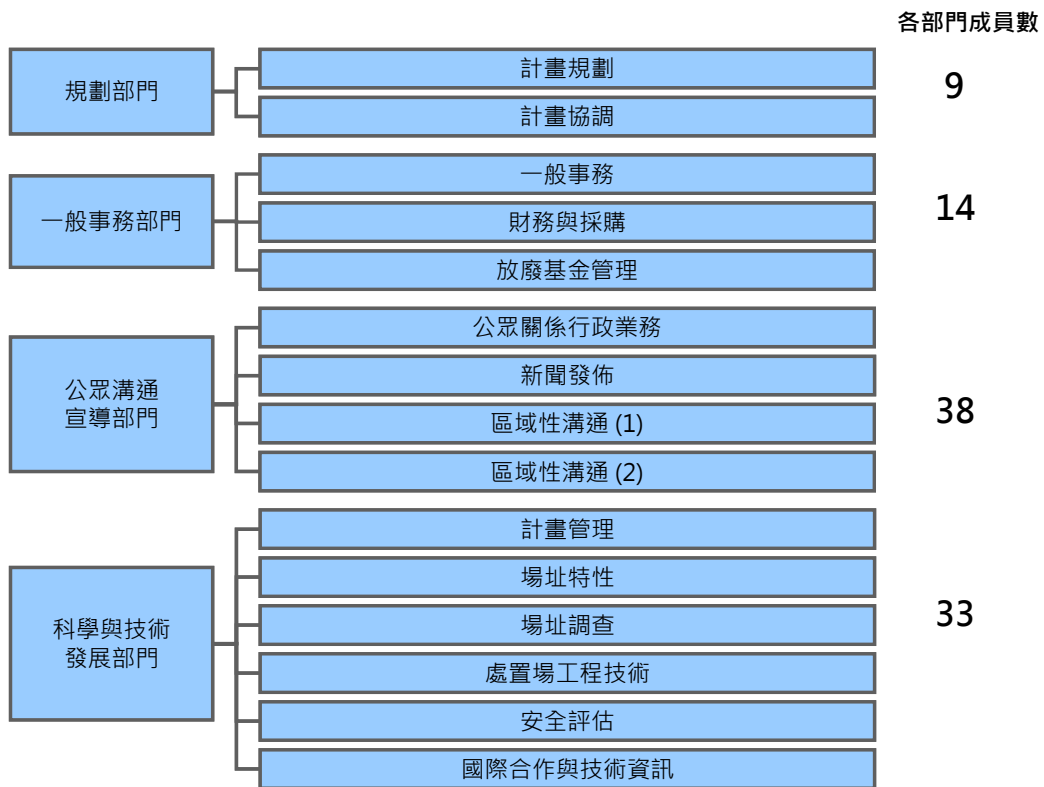 各部門成員數
規劃部門
計畫規劃
計畫協調
9
一般事務部門
一般事務
財務與採購
放廢基金管理
14
公眾溝通
宣導部門
公眾關係行政業務
新聞發佈
區域性溝通 (1)
區域性溝通 (2)
38
科學與技術
發展部門
計畫管理
場址特性
場址調查
處置場工程技術
安全評估
國際合作與技術資訊
33